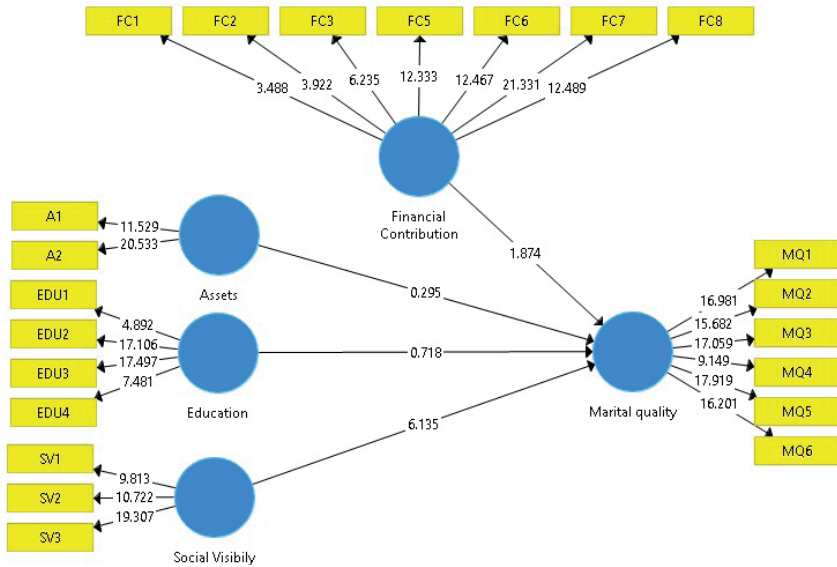 FC1 FC2 FC3 FC5 FC6 FC7 FC8
3.488 3.922 6.235 12.333 12.467 21.331 12.489
Financial
Contribution
1.874
A1
A2
11.529
20.533
Assets
0.295
EDU1
EDU2
EDU3
EDU4
4.892
17.106
17.497
7.481
Education
0.718
SV1
SV2
SV3
9.813
10.722
19.307
Social Visibily
6.135
Marital quality
16.981
15.682
17.059
9.149
17.919
16.201
MQ1
MQ2
MQ3
MQ4
MQ5
MQ6